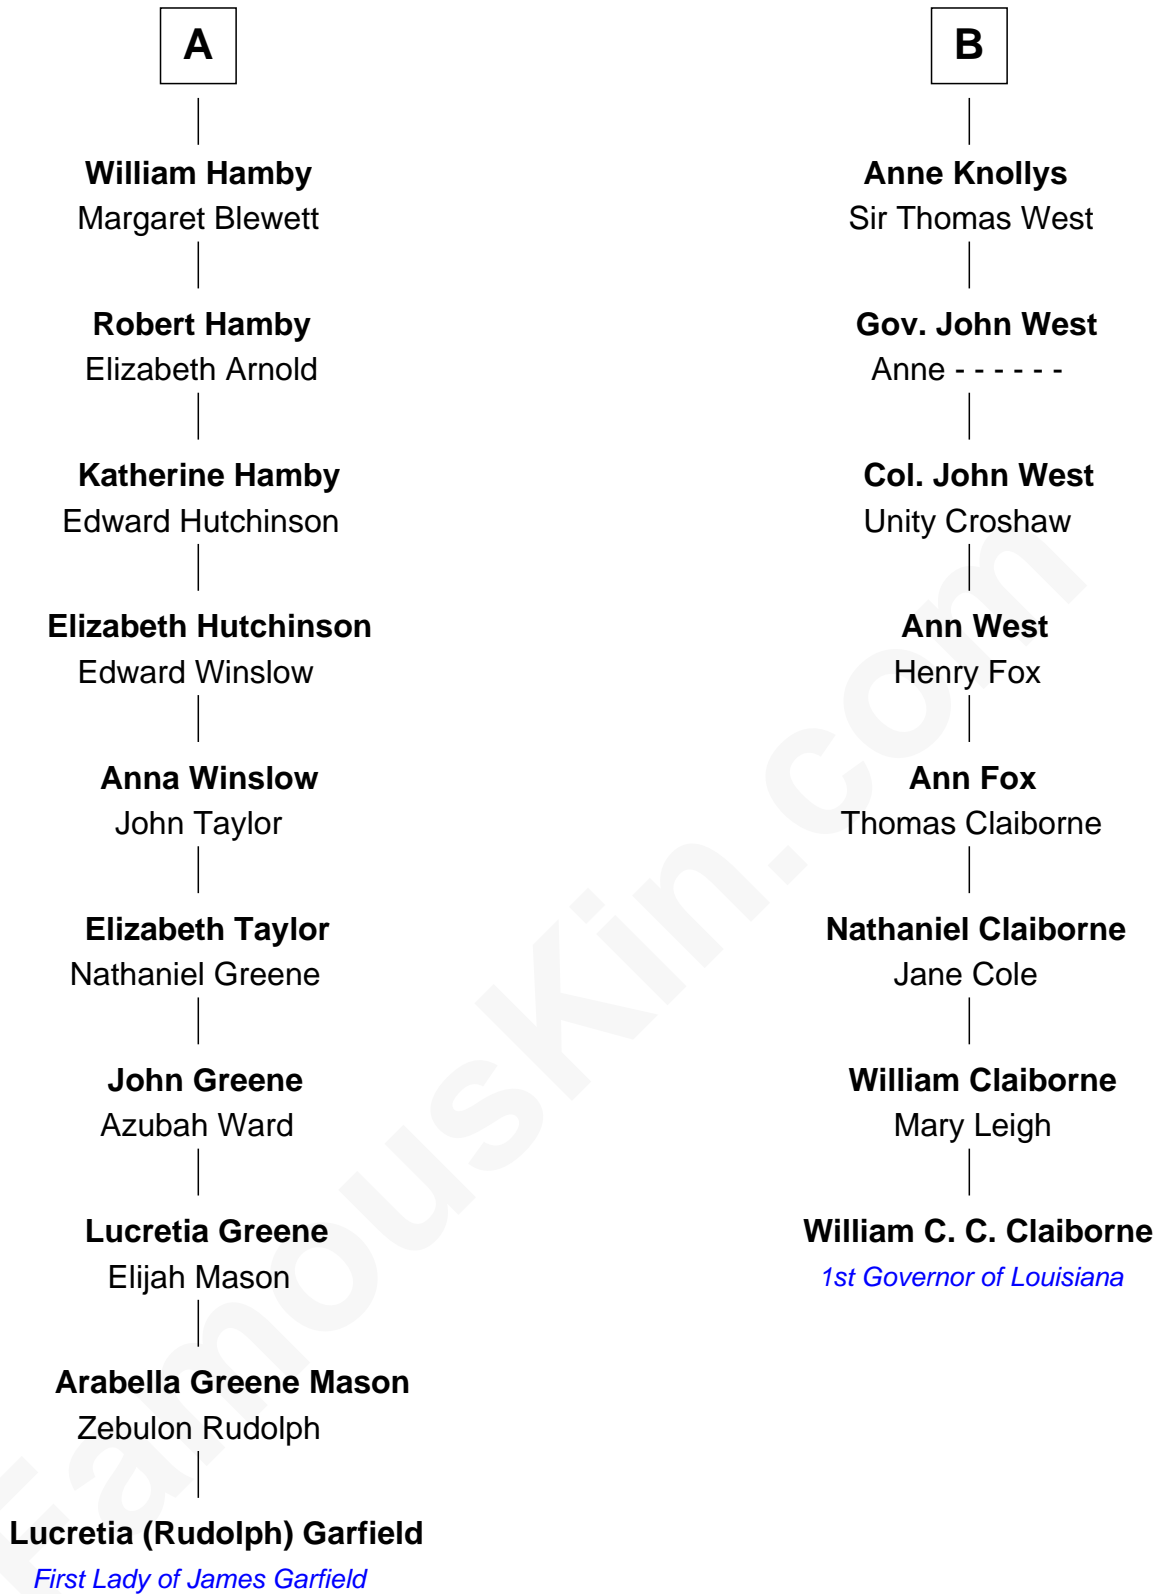 A
William Hamby
Margaret Blewett
Robert Hamby
Elizabeth Arnold
Katherine Hamby
Edward Hutchinson
Elizabeth Hutchinson
Edward Winslow
Anna Winslow
John Taylor
Elizabeth Taylor
Nathaniel Greene
John Greene
Azubah Ward
Lucretia Greene
Elijah Mason
Arabella Greene Mason
Zebulon Rudolph
Lucretia (Rudolph) Garfield
First Lady of James Garfield
B
Anne Knollys
Sir Thomas West
Gov. John West
Anne - - - - - -
Col. John West
Unity Croshaw
Ann West
Henry Fox
Ann Fox
Thomas Claiborne
Nathaniel Claiborne
Jane Cole
William Claiborne
Mary Leigh
William C. C. Claiborne
1st Governor of Louisiana
FamousKin.com